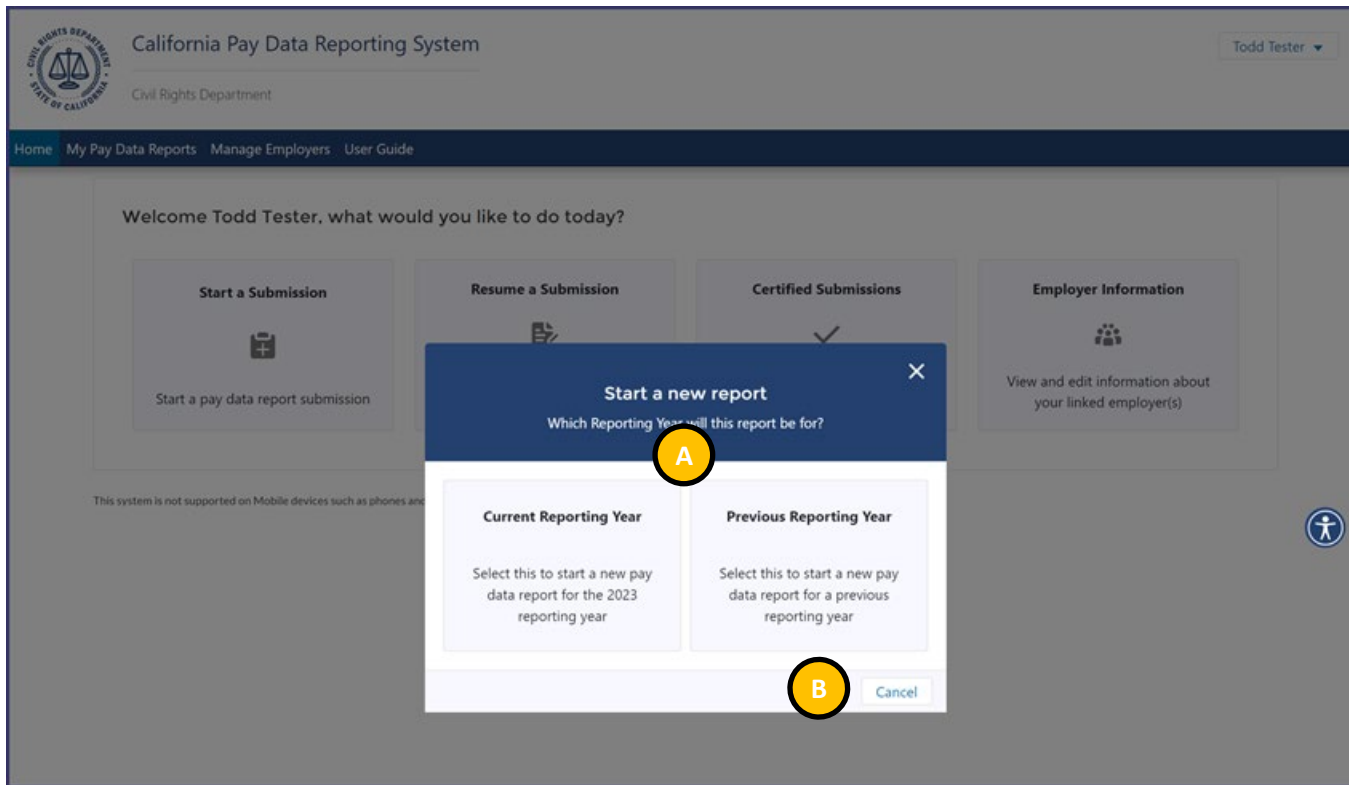 CIVIL RIGHTS DEPARTMENT
STATE OF CALIFORNIA
California Pay Data Reporting System
Civil Rights Department
Todd Tester
Home My Pay Data Reports Manage Employers User Guide
Welcome Todd Tester, what would you like to do today?
Start a Submission
Start a pay data report submission
Resume a Submission
Certified Submissions
Employer Information
View and edit information about
your linked employer(s)
This system is not supported on Mobile devices such as phones and
Start a new report
Which Reporting Year will this report be for?
A
Current Reporting Year
Select this to start a new pay
data report for the 2023
reporting year
Previous Reporting Year
Select this to start a new pay
data report for a previous
reporting year
B
Cancel